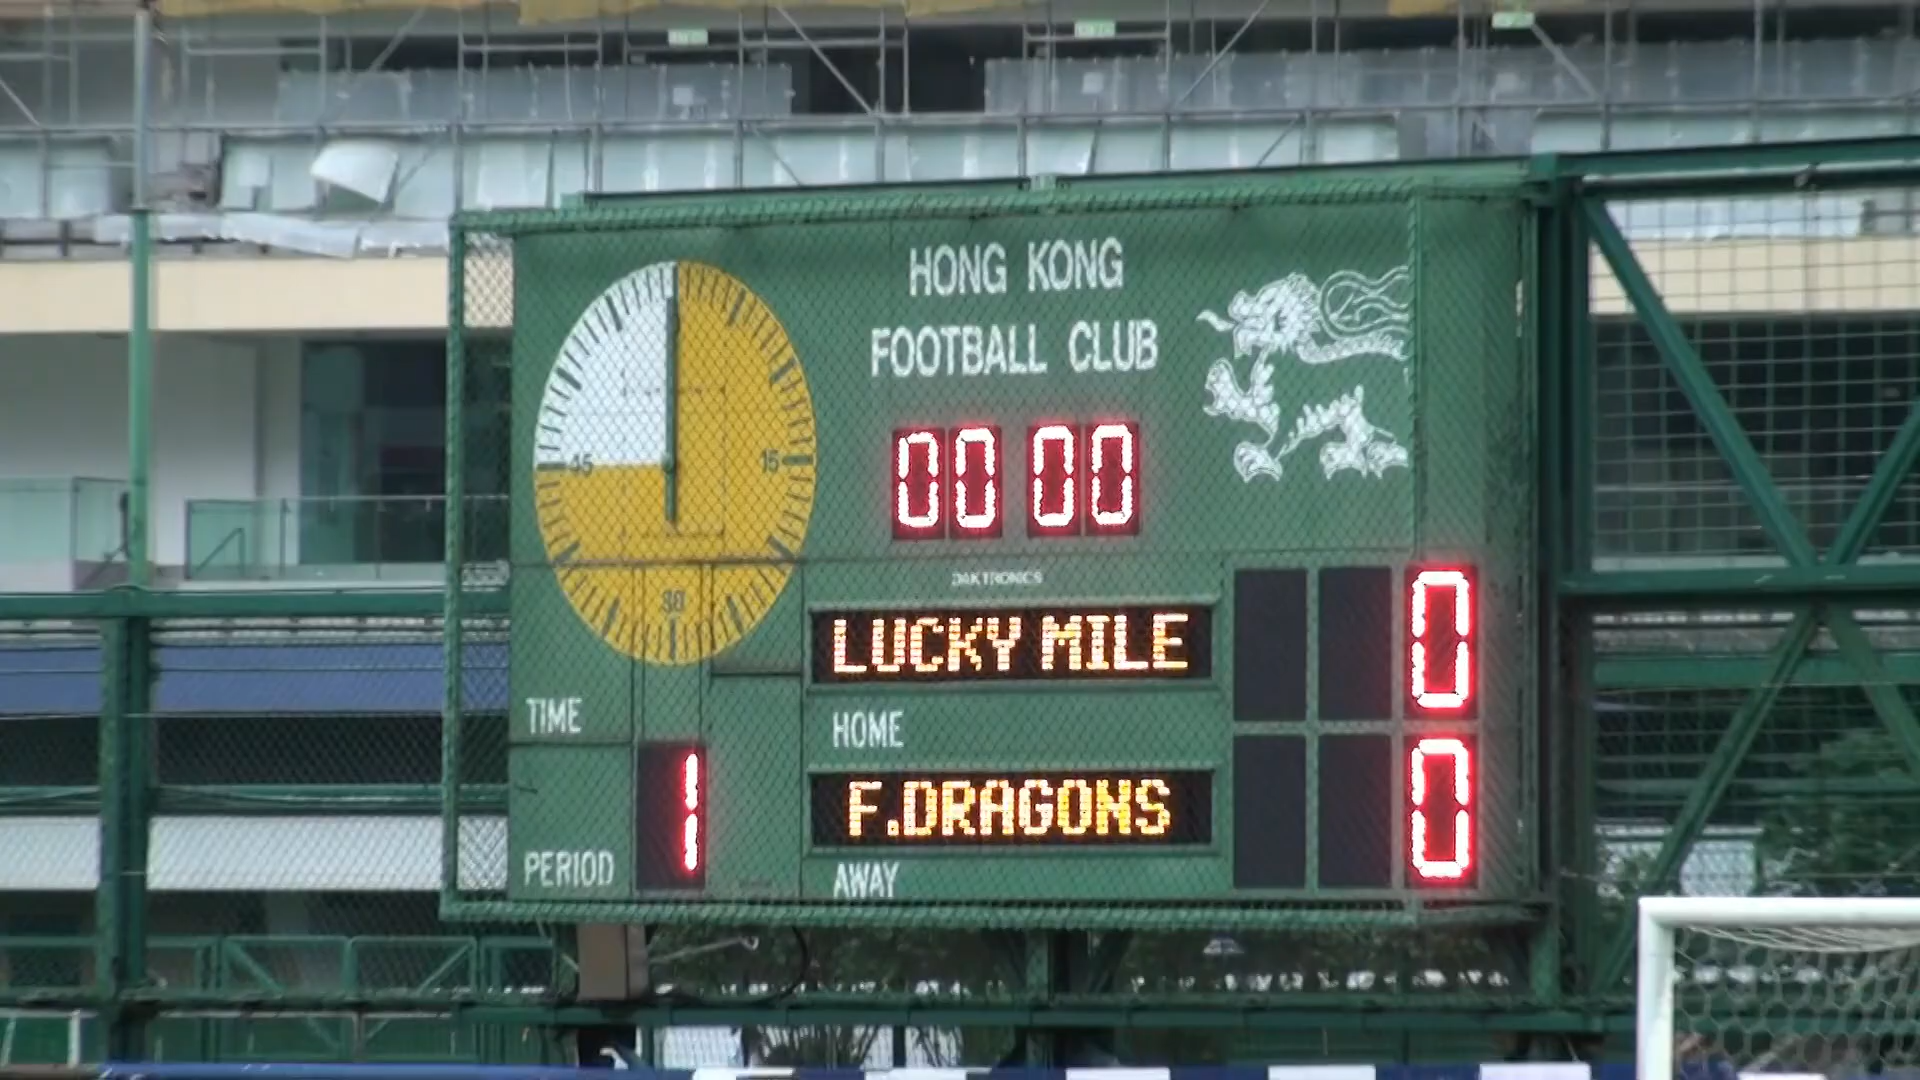 HONG KONG
FOOTBALL CLUB
00 00
45
15
30
DAKTRONICS
LUCKY MILE
0
TIME
HOME
F.DRAGONS
0
PERIOD
1
AWAY